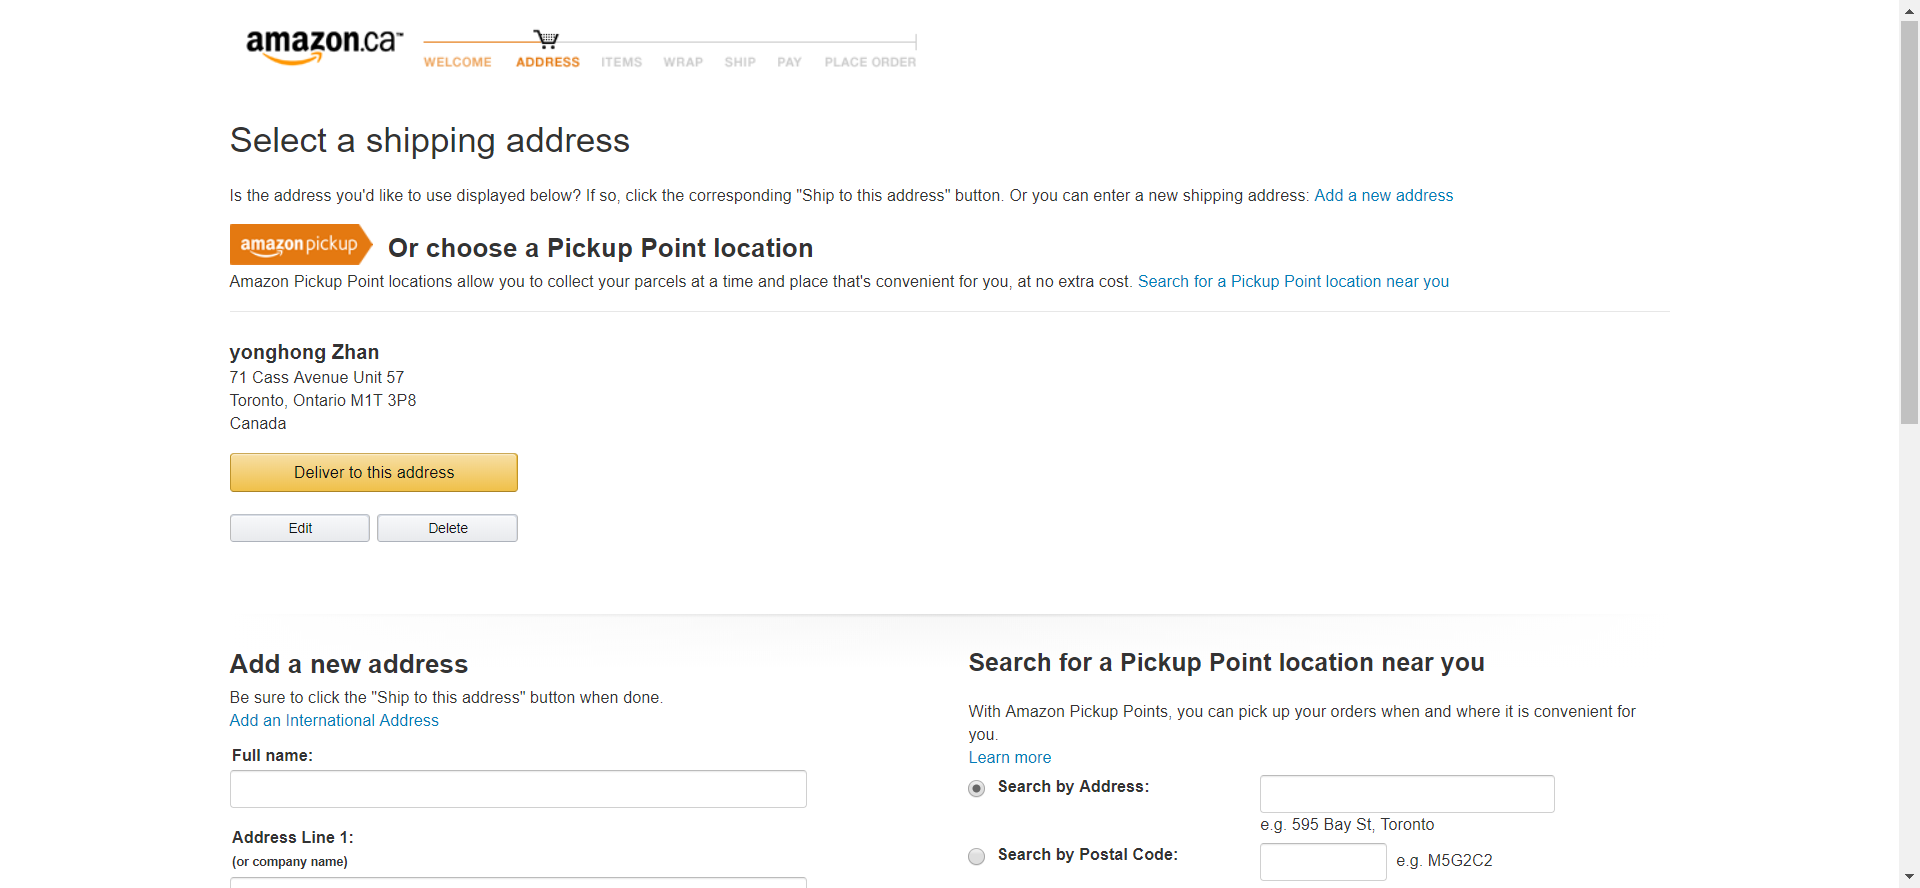 amazon.ca™
WELCOME ADDRESS ITEMS WRAP SHIP PAY PLACE ORDER
Select a shipping address
Is the address you'd like to use displayed below? If so, click the corresponding "Ship to this address" button. Or you can enter a new shipping address: Add a new address
amazon pickup Or choose a Pickup Point location
Amazon Pickup Point locations allow you to collect your parcels at a time and place that's convenient for you, at no extra cost. Search for a Pickup Point location near you
yonghong Zhan
71 Cass Avenue Unit 57
Toronto, Ontario M1T 3P8
Canada
Deliver to this address
Edit Delete
Add a new address
Be sure to click the "Ship to this address" button when done.
Add an International Address
Full name:
Address Line 1:
(or company name)
Search for a Pickup Point location near you
With Amazon Pickup Points, you can pick up your orders when and where it is convenient for
you.
Learn more
Search by Address:
e.g. 595 Bay St, Toronto
Search by Postal Code: e.g. M5G2C2